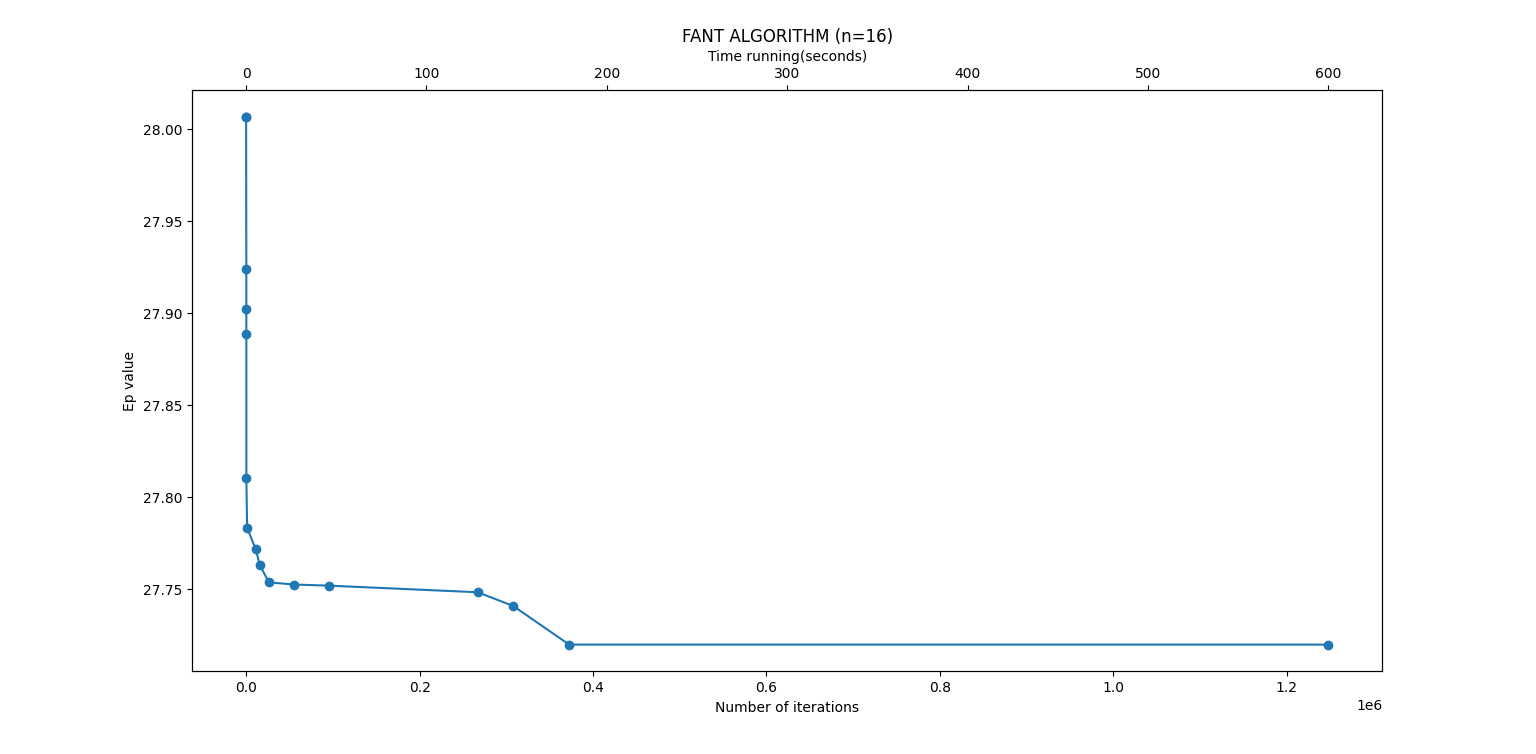 FANT ALGORITHM (n=16)
Time running(seconds)
0 100 200 300 400 500 600
28.00
27.95
27.90
27.85
27.80
27.75
Ep value
0.0 0.2 0.4 0.6 0.8 1.0 1.2
1e6
Number of iterations